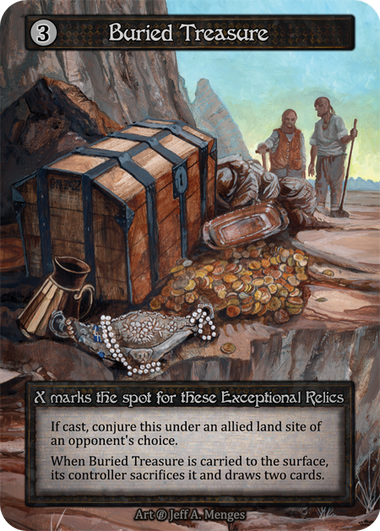 3
Buried Treasure
X marks the spot for these Exceptional Relics
If cast, conjure this under an allied land site of
an opponent's choice.
When Buried Treasure is carried to the surface,
its controller sacrifices it and draws two cards.
Art @ Jeff A. Menges